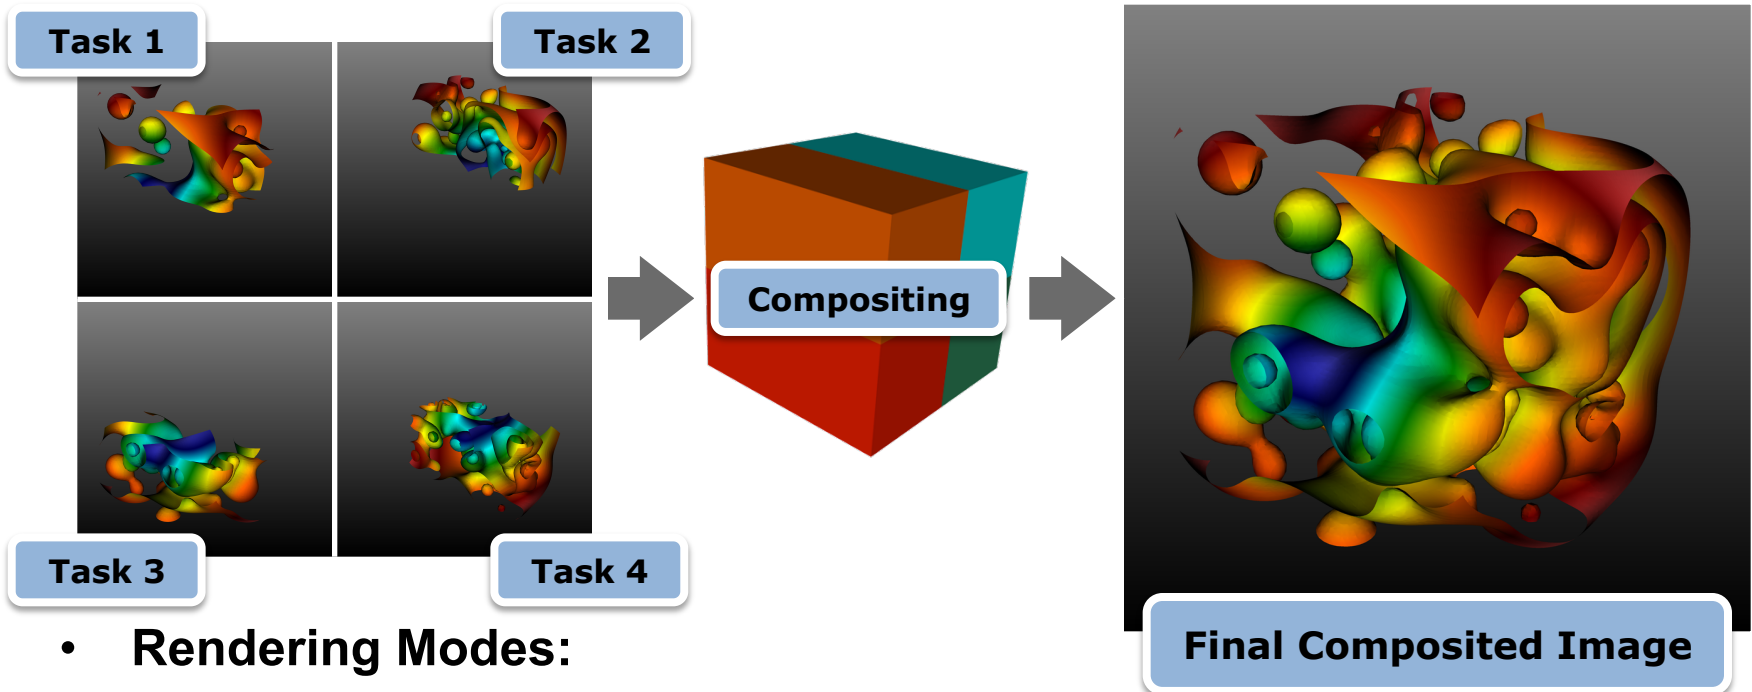 Task 1
Task 2
Compositing
Task 3
Task 4
• Rendering Modes:
Final Composited Image